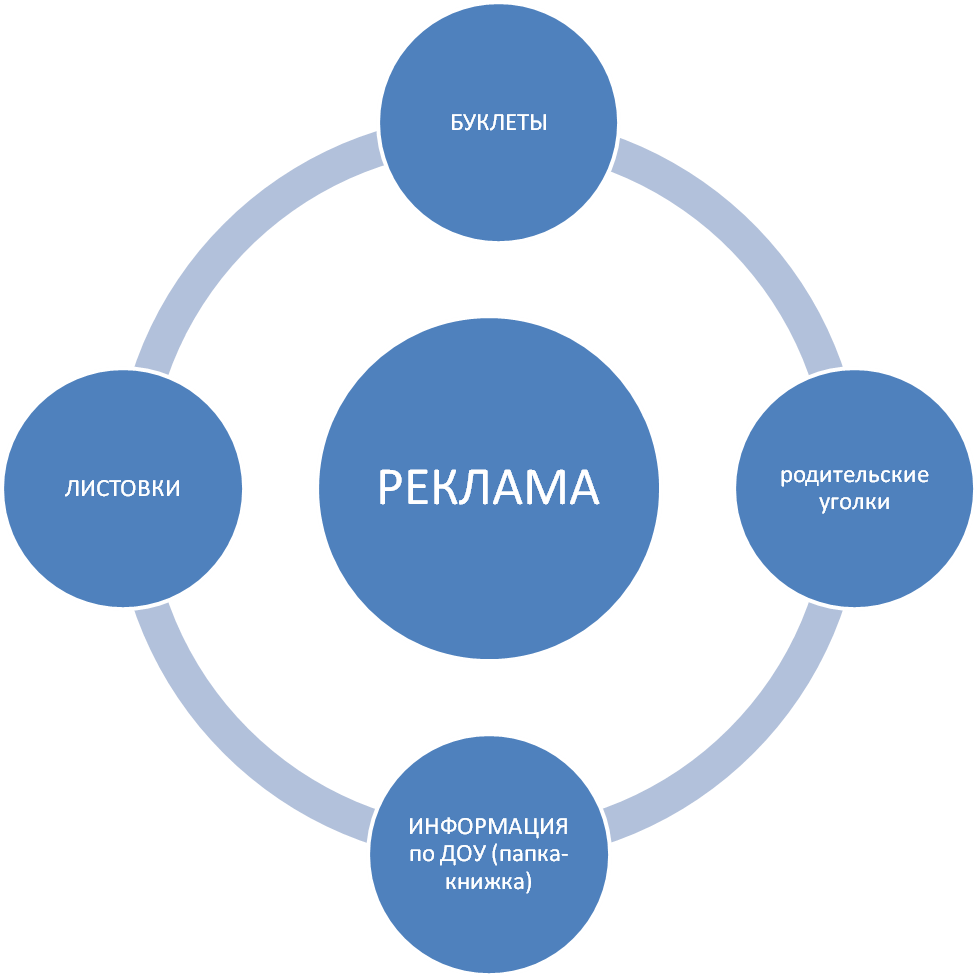 БУКЛЕТЫ
родительские
уголки
ИНФОРМАЦИЯ
по ДОУ (папка-
книжка)
ЛИСТОВКИ
РЕКЛАМА